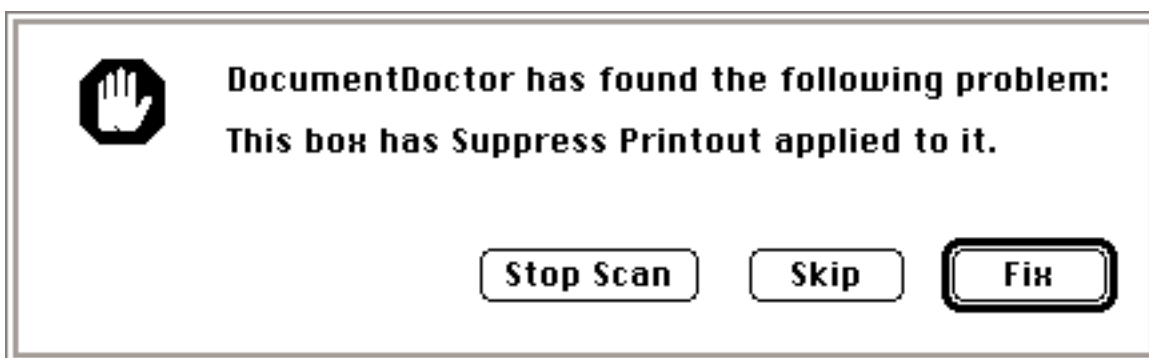 DocumentDoctor has found the following problem:
This box has Suppress Printout applied to it.
Stop Scan
Skip
Fix